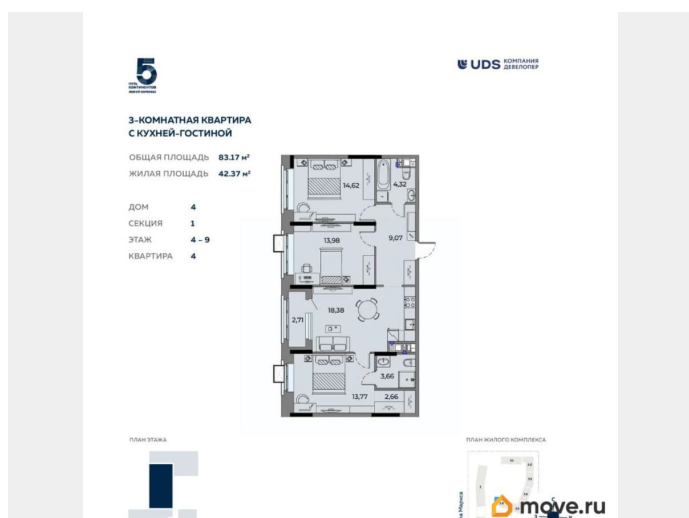 5
ПЯТЬ
КОНТИНЕНТОВ
UDS КОМПАНИЯ
ДЕВЕЛОПЕР
3-КОМНАТНАЯ КВАРТИРА
С КУХНЕЙ-ГОСТИНОЙ
ОБЩАЯ ПЛОЩАДЬ 83.17 м²
ЖИЛАЯ ПЛОЩАДЬ 42.37 м²
ДОМ 4
СЕКЦИЯ 1
ЭТАЖ 4 – 9
КВАРТИРА 4
14,62
4,32
13,98
9,07
2,71
18,38
3,66
13,77
2,66
ПЛАН ЭТАЖА
ПЛАН ЖИЛОГО КОМПЛЕКСА
С
move.ru